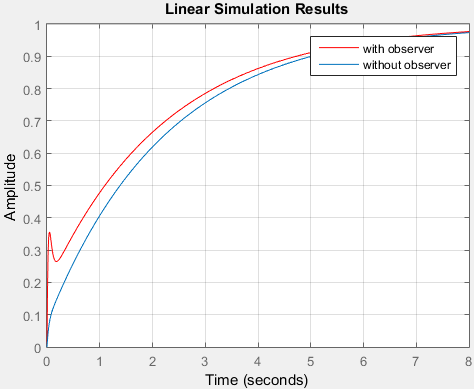 Linear Simulation Results
with observer
without observer
Amplitude
1
0.9
0.8
0.7
0.6
0.5
0.4
0.3
0.2
0.1
0
0 1 2 3 4 5 6 7 8
Time (seconds)